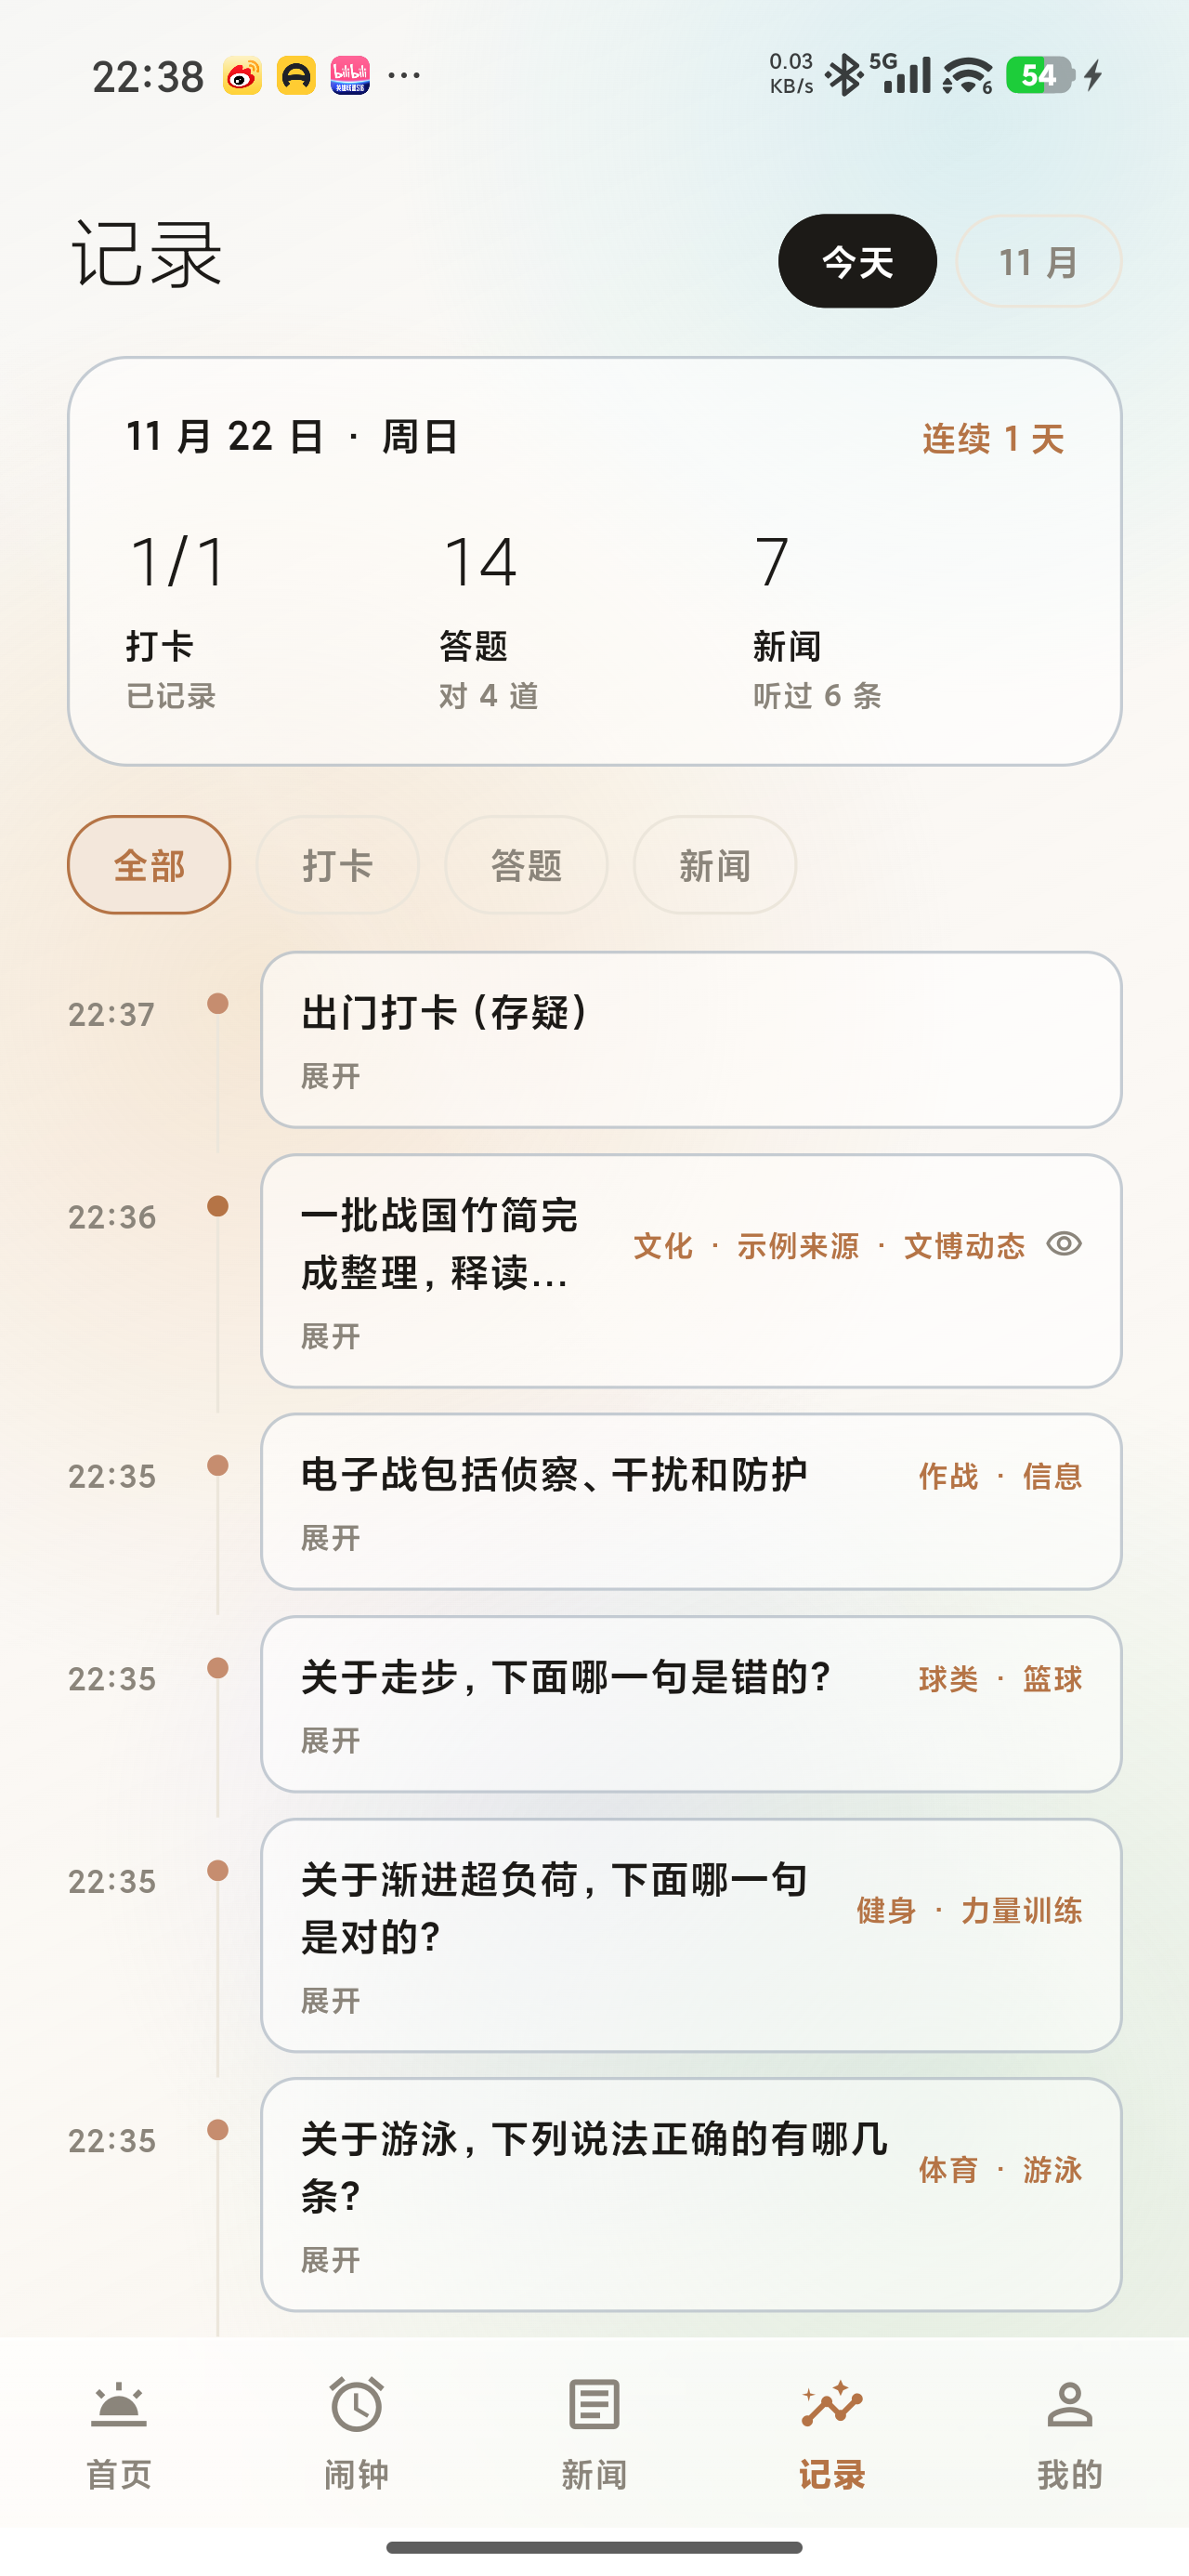 22:38 ... 0.03 KB/s 5G 6 54
记录
今天
11 月
11 月 22 日 · 周日
连续 1 天
1/1
14
7
打卡
答题
新闻
已记录
对 4 道
听过 6 条
全部
打卡
答题
新闻
22:37
出门打卡（存疑）
展开
22:36
一批战国竹简完
成整理，释读...
文化 · 示例来源 · 文博动态
展开
22:35
电子战包括侦察、干扰和防护
作战 · 信息
展开
22:35
关于走步，下面哪一句是错的？
球类 · 篮球
展开
22:35
关于渐进超负荷，下面哪一句
是对的？
健身 · 力量训练
展开
22:35
关于游泳，下列说法正确的有哪几
条？
体育 · 游泳
展开
首页
闹钟
新闻
记录
我的